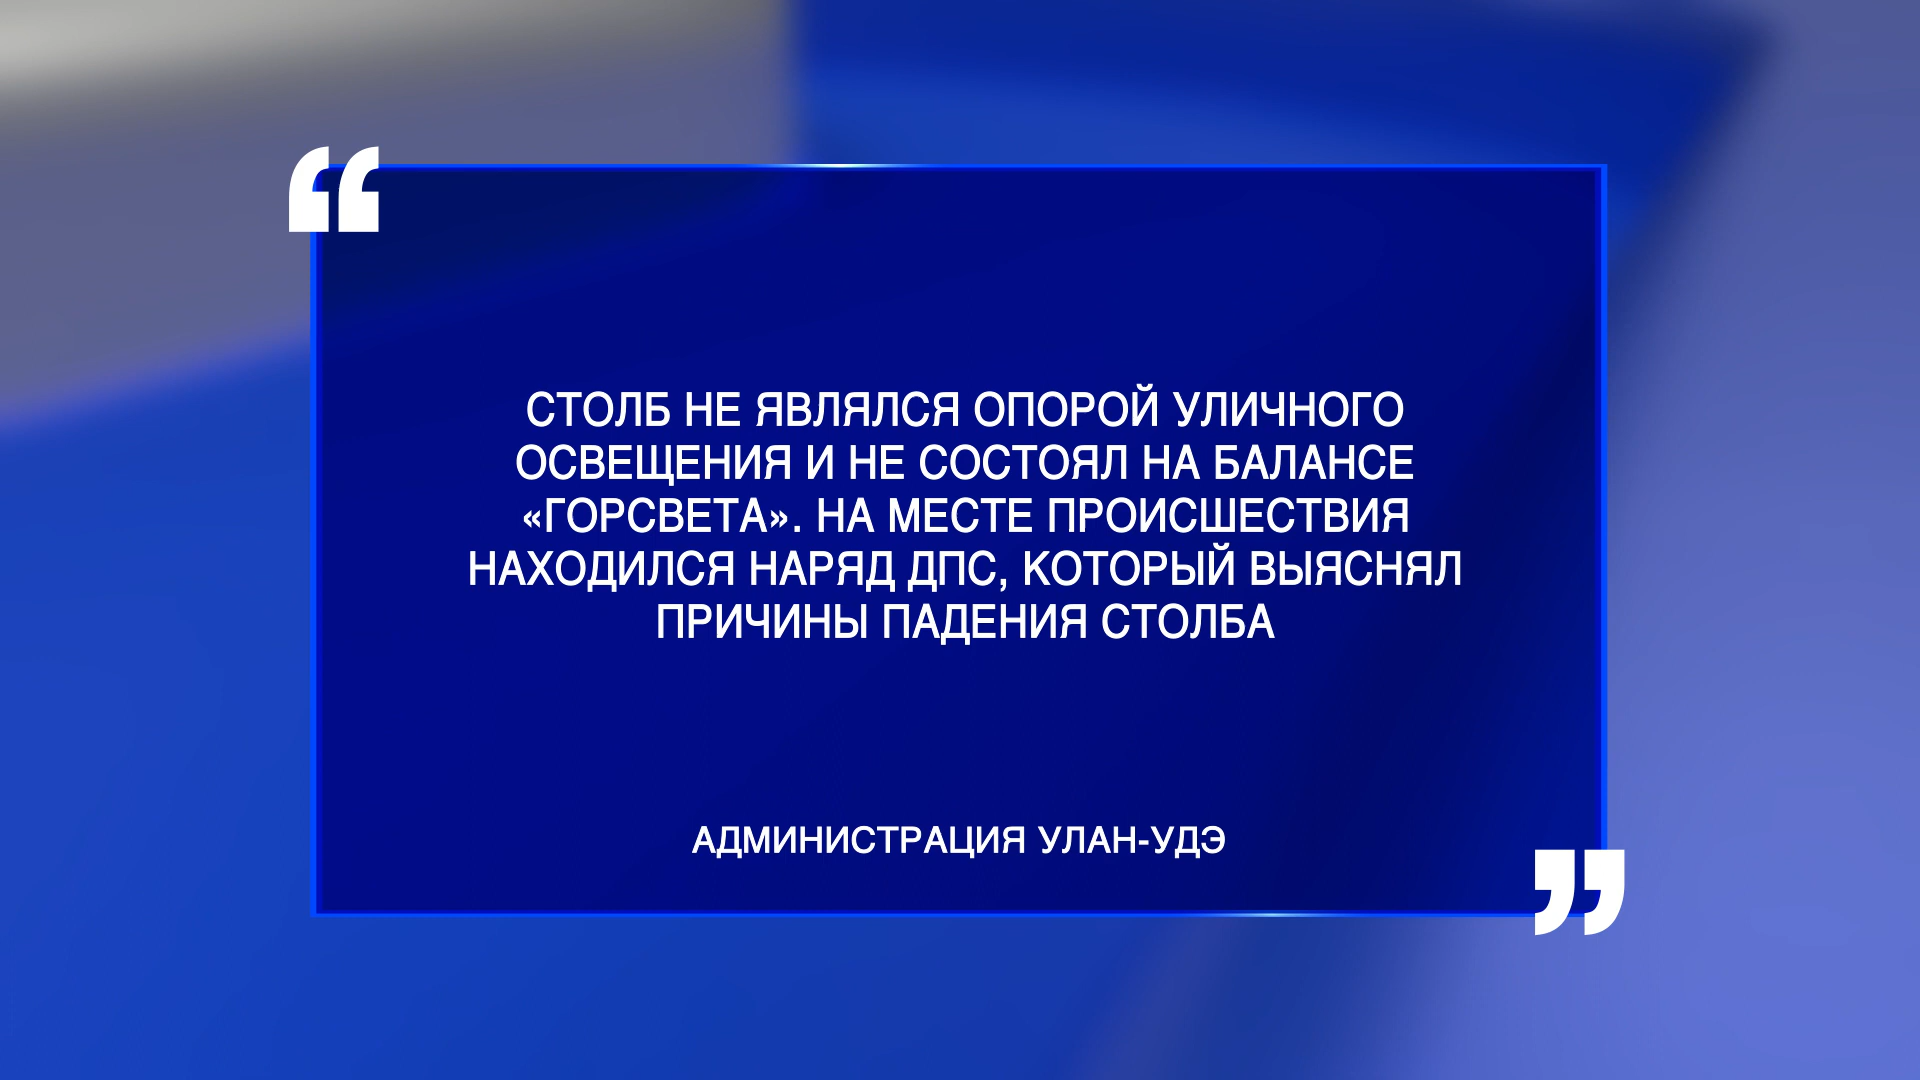 “
СТОЛБ НЕ ЯВЛЯЛСЯ ОПОРОЙ УЛИЧНОГО
ОСВЕЩЕНИЯ И НЕ СОСТОЯЛ НА БАЛАНСЕ
«ГОРСВЕТА». НА МЕСТЕ ПРОИСШЕСТВИЯ
НАХОДИЛСЯ НАРЯД ДПС, КОТОРЫЙ ВЫЯСНЯЛ
ПРИЧИНЫ ПАДЕНИЯ СТОЛБА
АДМИНИСТРАЦИЯ УЛАН-УДЭ
”